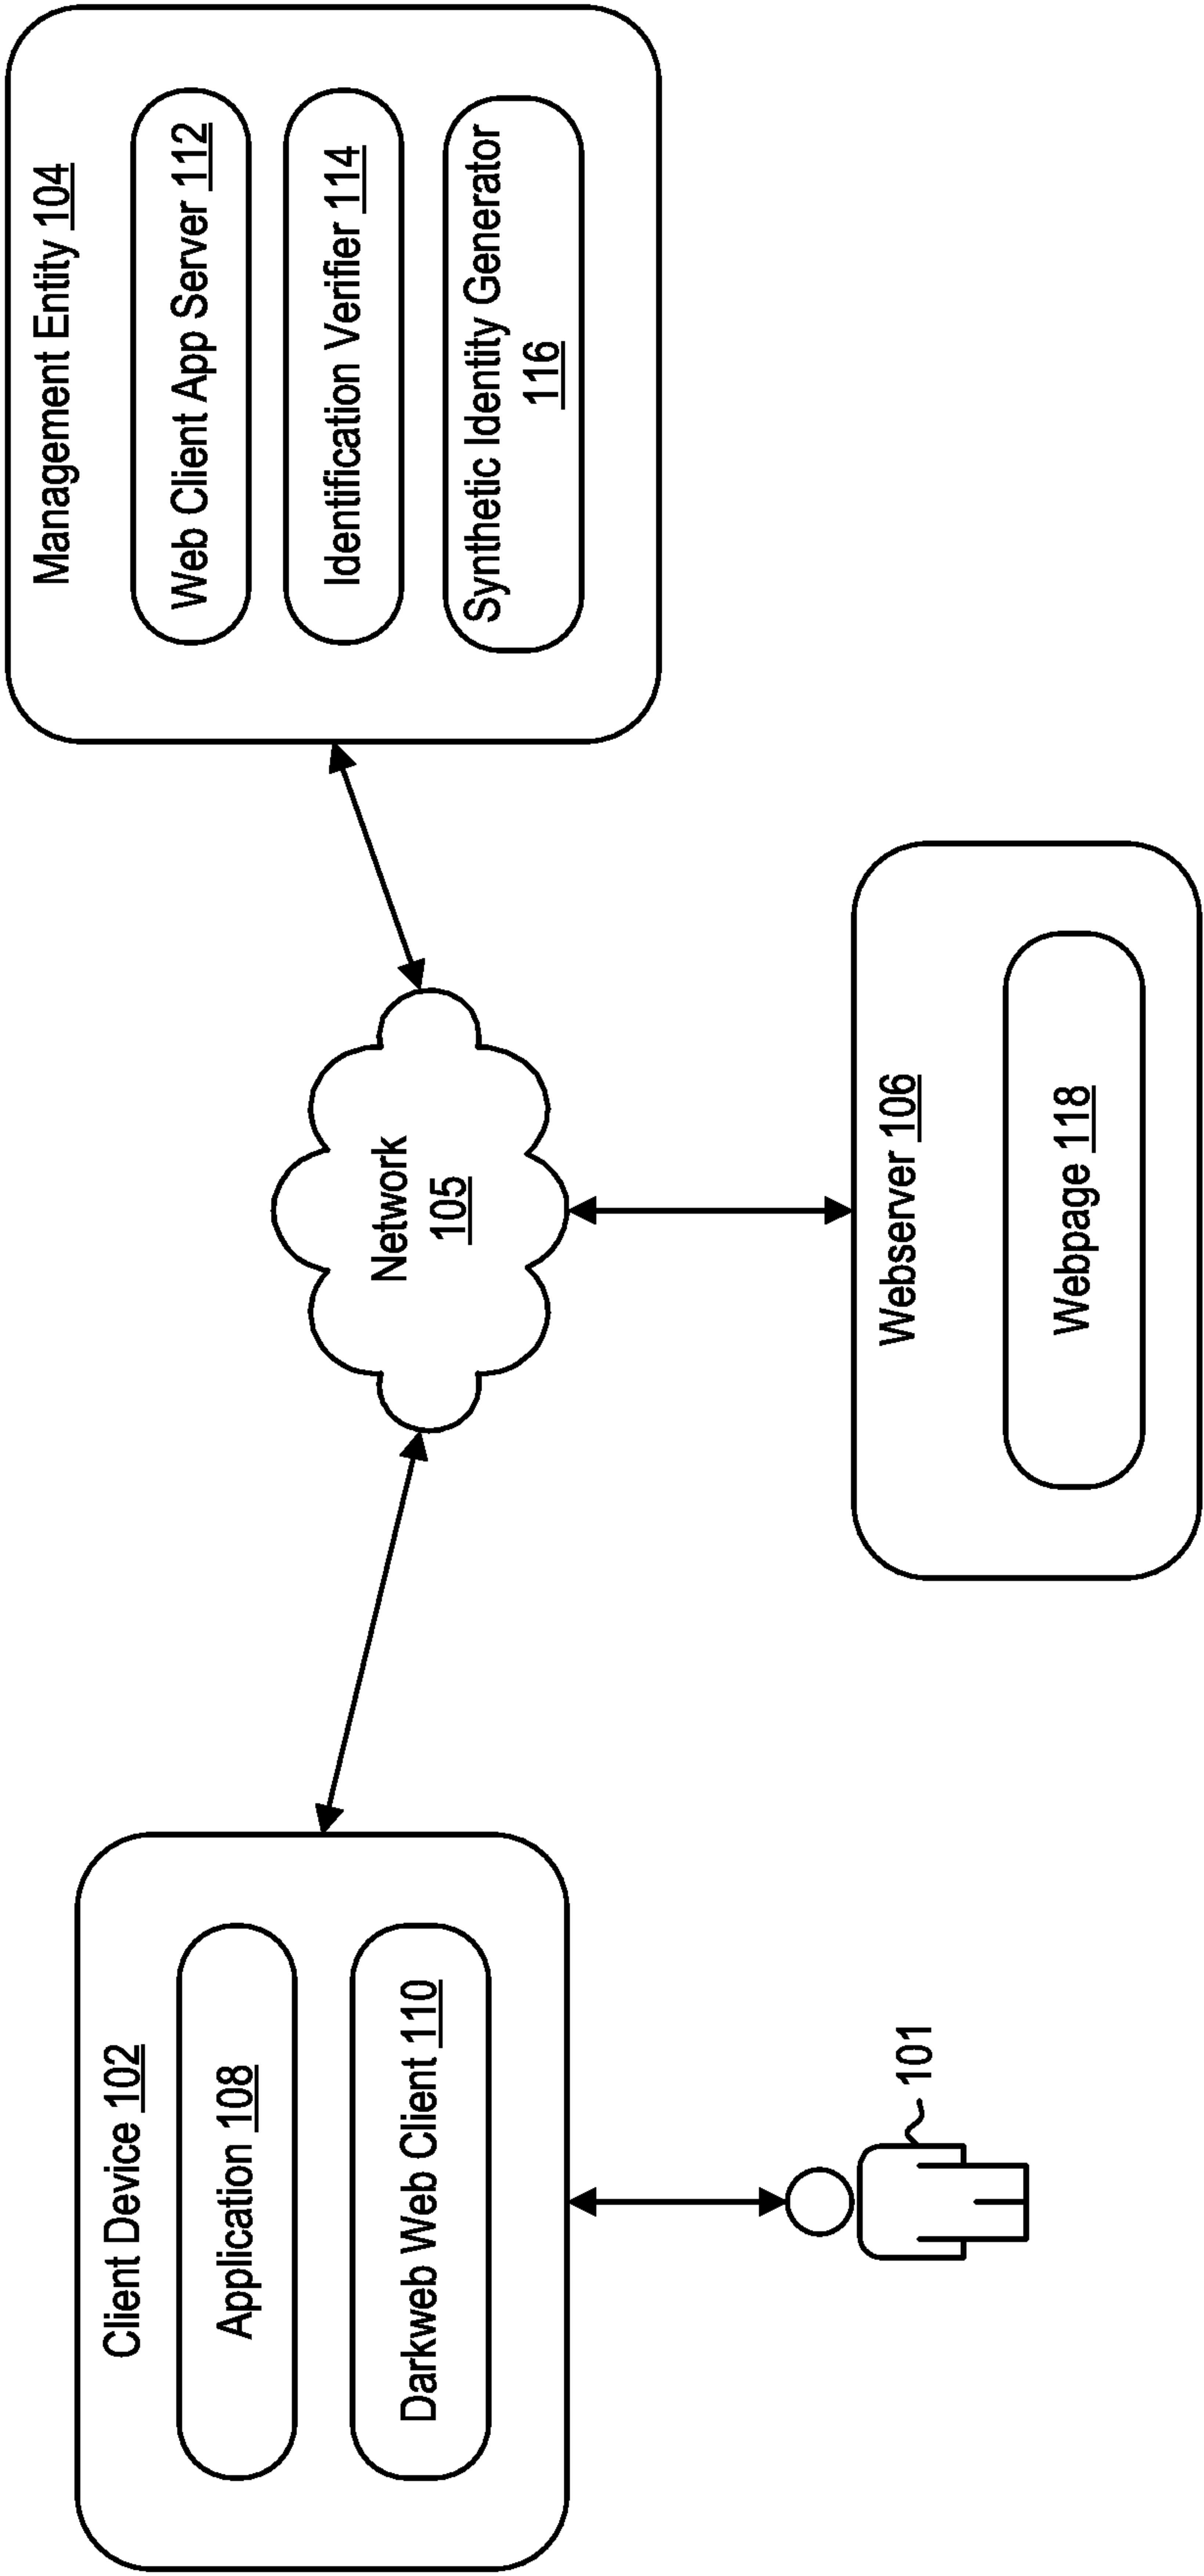 Client Device 102
Application 108
Darkweb Web Client 110
101
Network
105
Webserver 106
Webpage 118
Management Entity 104
Web Client App Server 112
Identification Verifier 114
Synthetic Identity Generator
116